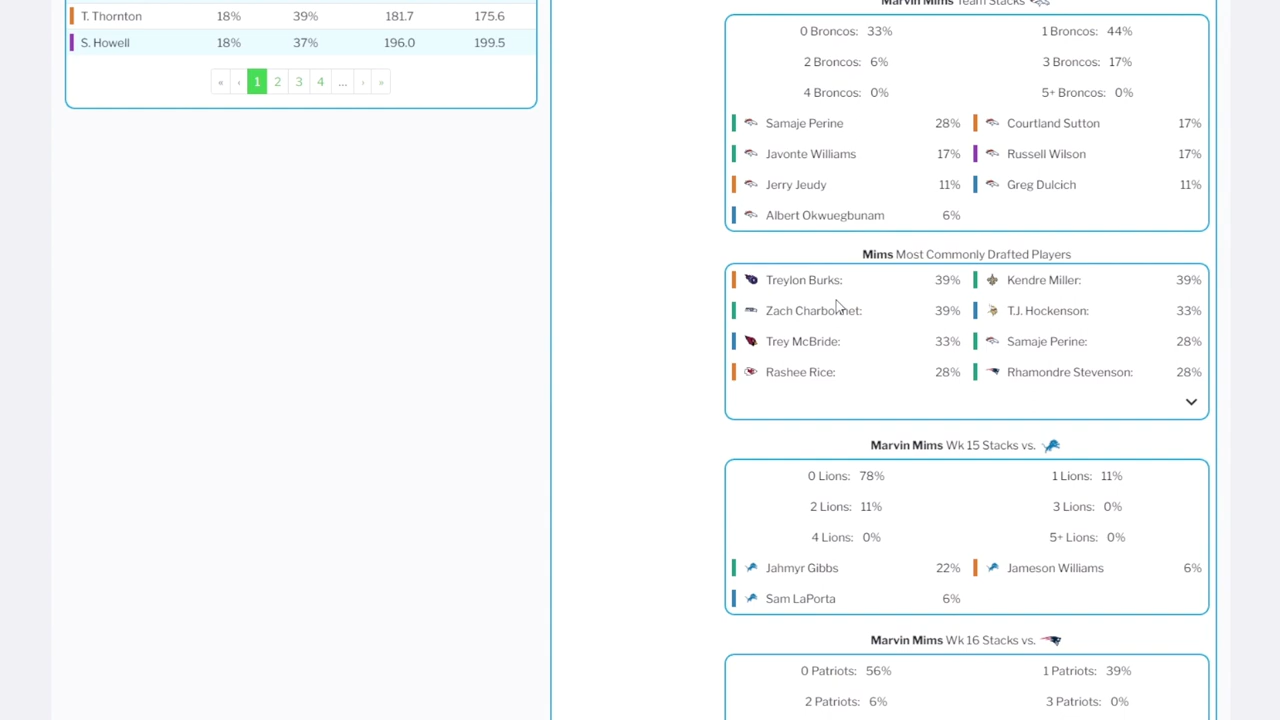 T. Thornton 18% 39% 181.7 175.6
S. Howell 18% 37% 196.0 199.5
« ‹ 1 2 3 4 ... › »
Marvin Mims Team Stacks
0 Broncos: 33% 1 Broncos: 44%
2 Broncos: 6% 3 Broncos: 17%
4 Broncos: 0% 5+ Broncos: 0%
Samaje Perine 28% Courtland Sutton 17%
Javonte Williams 17% Russell Wilson 17%
Jerry Jeudy 11% Greg Dulcich 11%
Albert Okwuegbunam 6%
Mims Most Commonly Drafted Players
Treylon Burks: 39% Kendre Miller: 39%
Zach Charbonnet: 39% T.J. Hockenson: 33%
Trey McBride: 33% Samaje Perine: 28%
Rashee Rice: 28% Rhamondre Stevenson: 28%
Marvin Mims Wk 15 Stacks vs.
0 Lions: 78% 1 Lions: 11%
2 Lions: 11% 3 Lions: 0%
4 Lions: 0% 5+ Lions: 0%
Jahmyr Gibbs 22% Jameson Williams 6%
Sam LaPorta 6%
Marvin Mims Wk 16 Stacks vs.
0 Patriots: 56% 1 Patriots: 39%
2 Patriots: 6% 3 Patriots: 0%